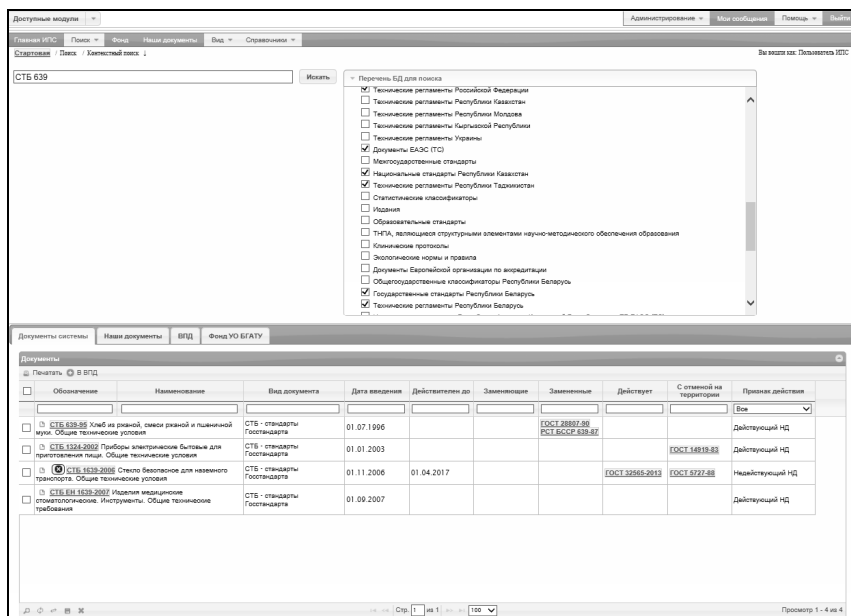 Доступные модули
Администрирование Мои сообщения Помощь Выйти
Главная ИПС Поиск Фонд Наши документы Вид Справочники
Стартовая / Поиск / Контекстный поиск ↓
Вы вошли как: Пользователь ИПС
СТБ 639 Искать
Перечень БД для поиска
Технические регламенты Российской Федерации
Технические регламенты Республики Казахстан
Технические регламенты Республики Молдова
Технические регламенты Кыргызской Республики
Технические регламенты Украины
Документы ЕАЭС (ТС)
Межгосударственные стандарты
Национальные стандарты Республики Казахстан
Технические регламенты Республики Таджикистан
Статистические классификаторы
Издания
Образовательные стандарты
ТНПА, являющиеся структурными элементами научно-методического обеспечения образования
Клинические протоколы
Экологические нормы и правила
Документы Европейской организации по аккредитации
Общегосударственные классификаторы Республики Беларусь
Государственные стандарты Республики Беларусь
Технические регламенты Республики Беларусь
Документы системы Наши документы ВПД Фонд УО БГАТУ
Документы
Печатать В ВПД
Обозначение Наименование Вид документа Дата введения Действителен до Заменяющие Замененные Действует С отменой на территории Признак действия
Все
СТБ 639-95 Хлеб из ржаной, смеси ржаной и пшеничной муки. Общие технические условия СТБ - стандарты Госстандарта 01.07.1996 ГОСТ 28807-90 РСТ БССР 639-87 Действующий НД
СТБ 1324-2002 Приборы электрические бытовые для приготовления пищи. Общие технические условия СТБ - стандарты Госстандарта 01.01.2003 ГОСТ 14919-83 Действующий НД
СТБ 1639-2006 Стекло безопасное для наземного транспорта. Общие технические условия СТБ - стандарты Госстандарта 01.11.2006 01.04.2017 ГОСТ 32565-2013 ГОСТ 5727-88 Недействующий НД
СТБ ЕН 1639-2007 Изделия медицинские стоматологические. Инструменты. Общие технические требования СТБ - стандарты Госстандарта 01.09.2007 Действующий НД
Стр. 1 из 1 100 Просмотр 1 - 4 из 4